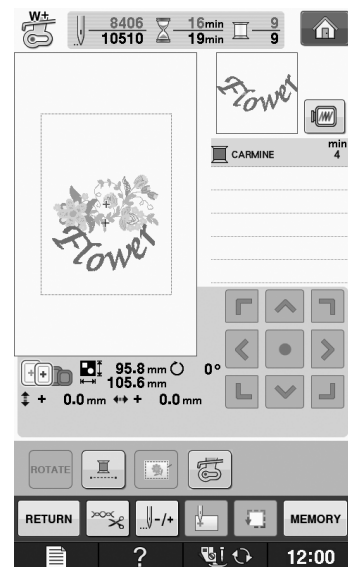 W+
8406 16min 9
10510 19min 9
Flower
min
CARMINE 4
Flower
95.8 mm 0°
105.6 mm
+ 0.0 mm + 0.0 mm
ROTATE
RETURN -/+ MEMORY
? 12:00